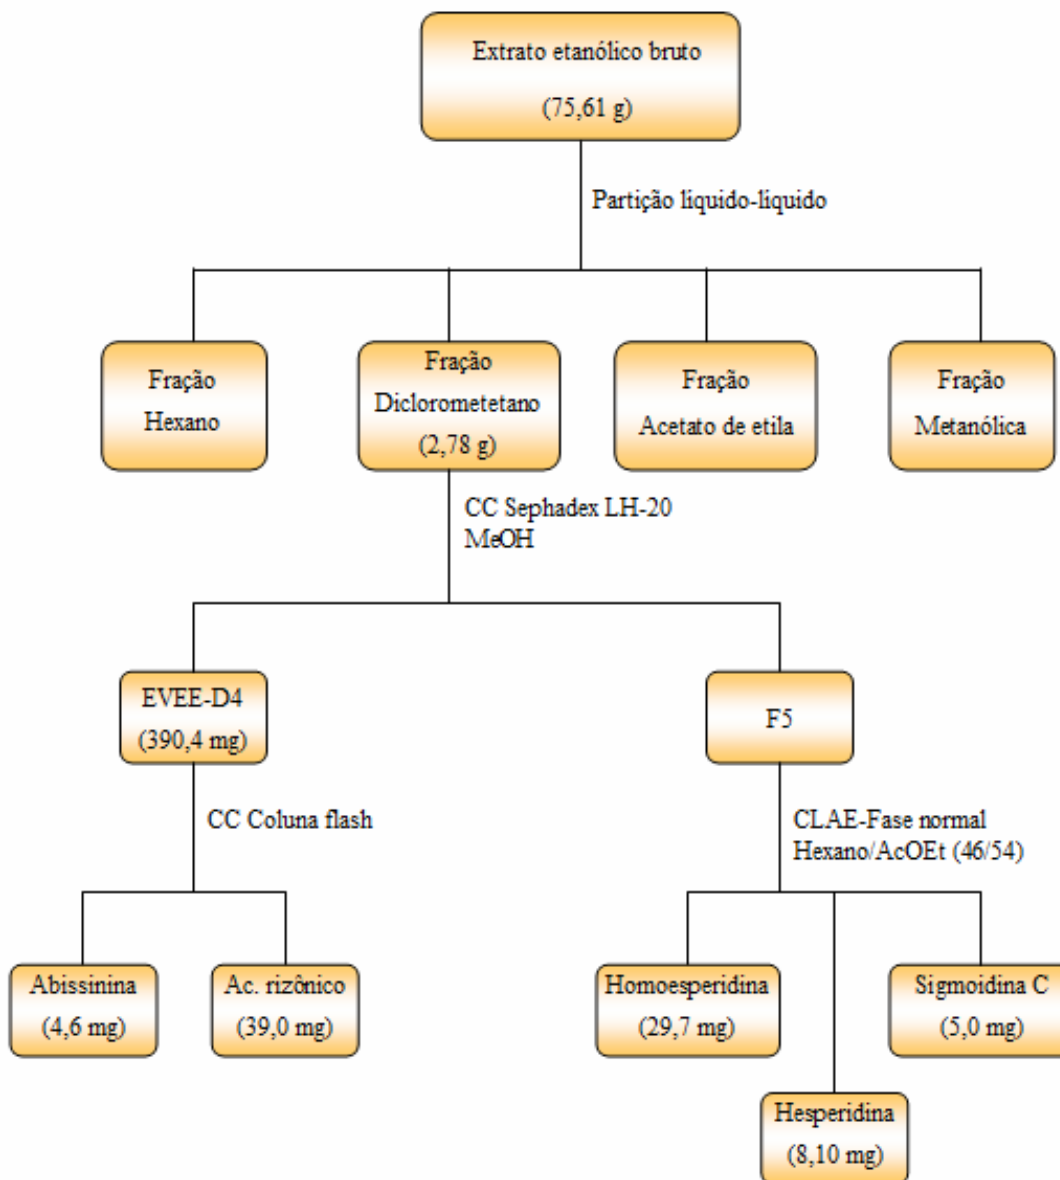 Extrato etanólico bruto
(75,61 g)
Partição líquido-líquido
Fração
Hexano
Fração
Diclorometetano
(2,78 g)
Fração
Acetato de etila
Fração
Metanólica
CC Sephadex LH-20
MeOH
EVEE-D4
(390,4 mg)
F5
CC Coluna flash
CLAE-Fase normal
Hexano/AcOEt (46/54)
Abissinina
(4,6 mg)
Ac. rizônico
(39,0 mg)
Homoesperidina
(29,7 mg)
Sigmoidina C
(5,0 mg)
Hesperidina
(8,10 mg)